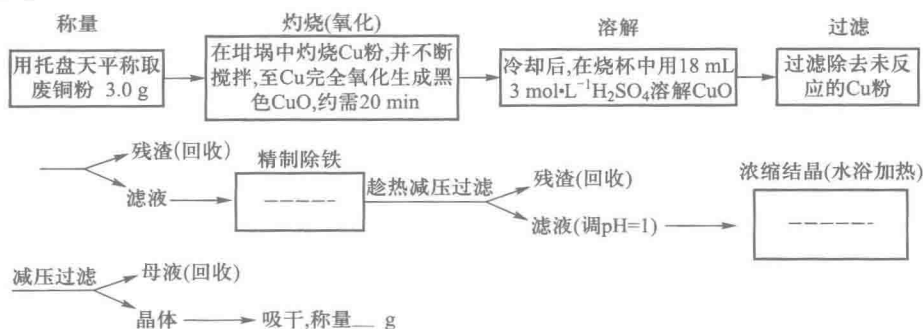 称量
灼烧(氧化)
溶解
过滤
用托盘天平称取
废铜粉 3.0 g
在坩埚中灼烧Cu粉,并不断
搅拌,至Cu完全氧化生成黑
色CuO,约需20 min
冷却后,在烧杯中用18 mL
3 mol•L⁻¹H₂SO₄溶解CuO
过滤除去未反
应的Cu粉
残渣(回收)
滤液
精制除铁
趁热减压过滤
残渣(回收)
滤液(调pH=1)
浓缩结晶(水浴加热)
减压过滤
母液(回收)
晶体
吸干,称量__ g